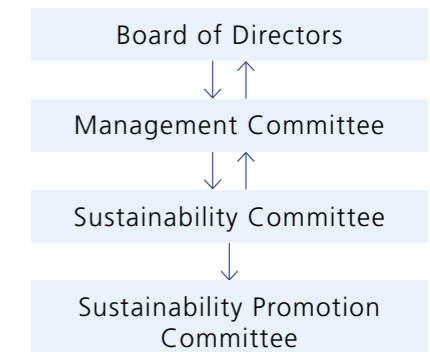 Board of Directors
Management Committee
Sustainability Committee
Sustainability Promotion
Committee